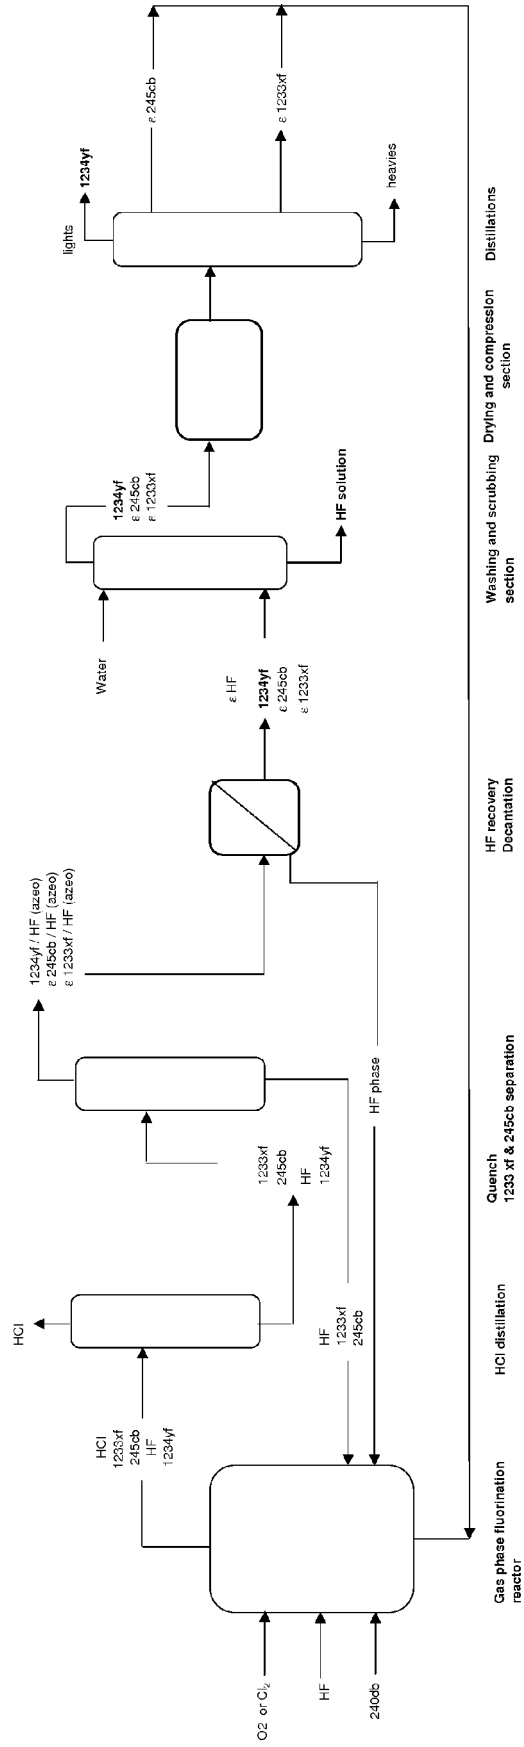 O2 or Cl2
HF
240db
HCl
1233xf
245cb
HF
1234yf
HCl
1233xf
245cb
HF
1234yf
HF
1233xf
245cb
1234yf / HF (azeo)
ε 245cb / HF (azeo)
ε 1233xf / HF (azeo)
HF phase
ε HF
1234yf
ε 245cb
ε 1233xf
Water
1234yf
ε 245cb
ε 1233xf
HF solution
lights
1234yf
ε 245cb
ε 1233xf
heavies
Gas phase fluorination
reactor
HCl distillation
Quench
1233 xf & 245cb separation
HF recovery
Decantation
Washing and scrubbing
section
Drying and compression
section
Distillations